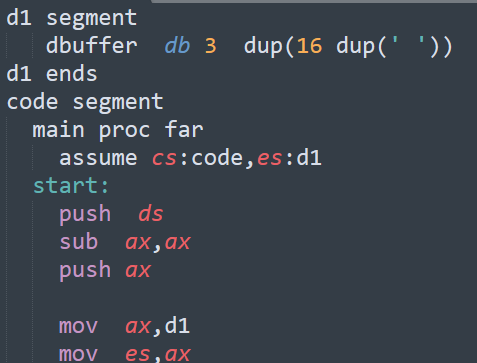 d1 segment
dbuffer db 3 dup(16 dup(' '))
d1 ends
code segment
main proc far
assume cs:code,es:d1
start:
push ds
sub ax,ax
push ax
mov ax,d1
mov es,ax